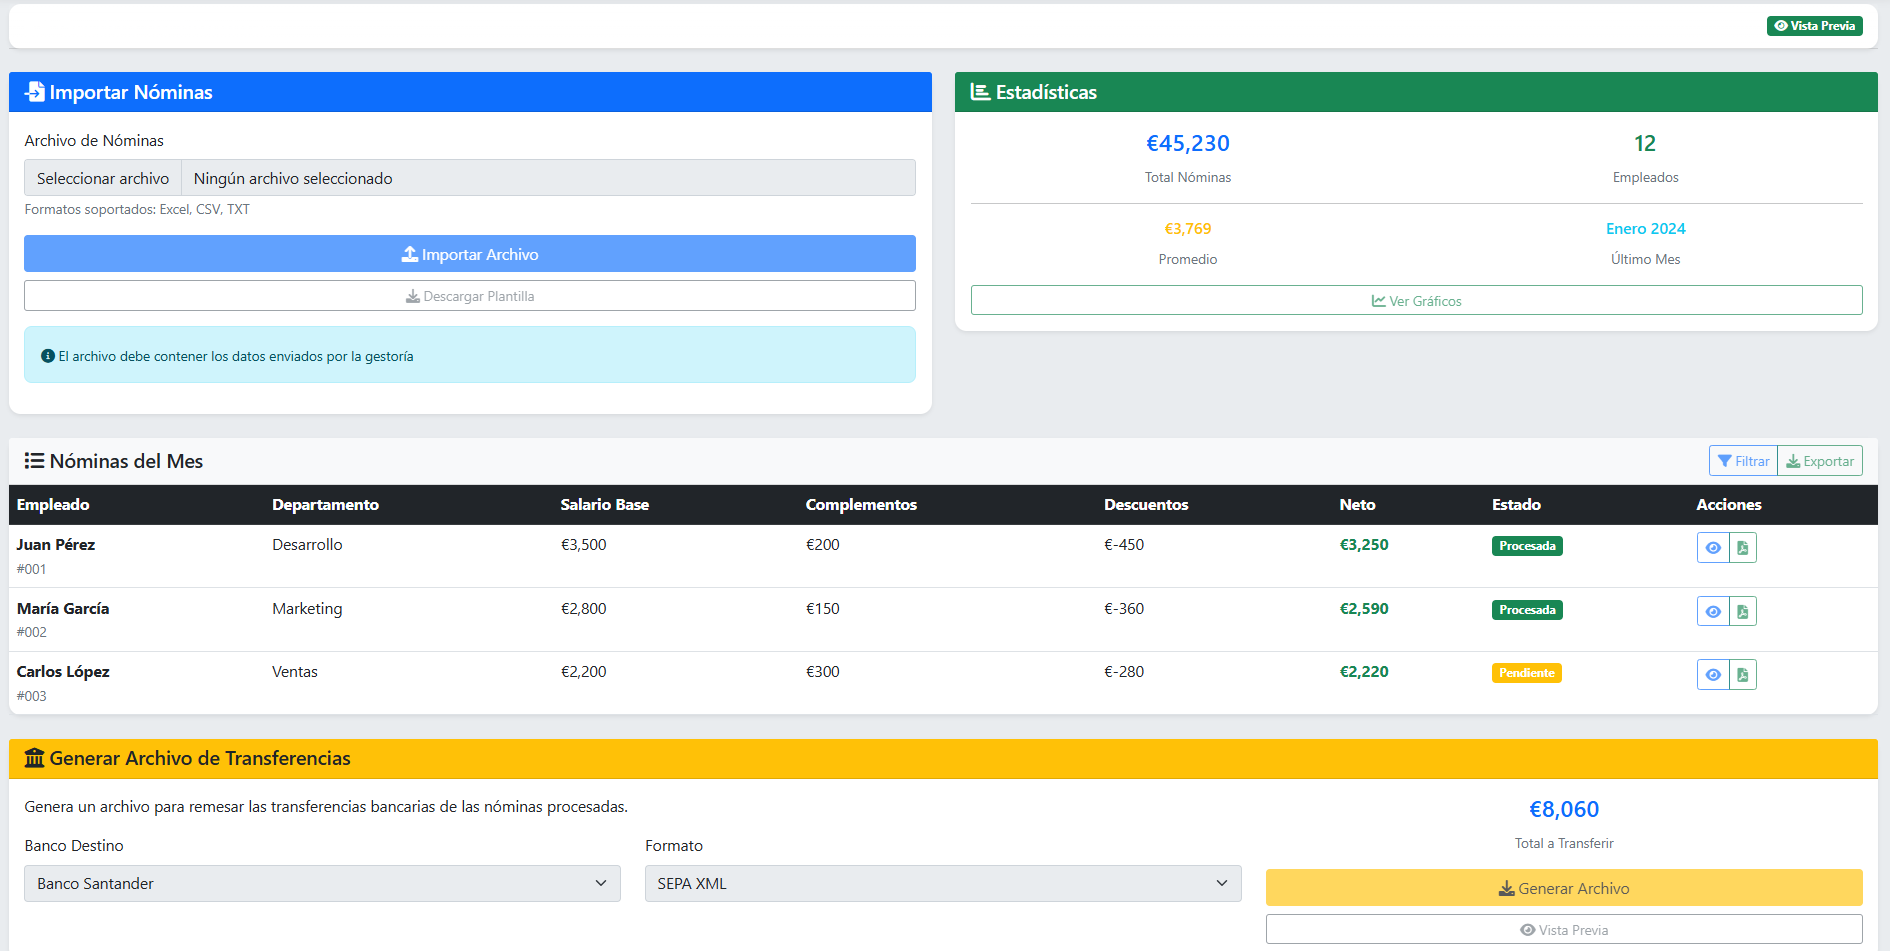 Vista Previa
Importar Nóminas
Archivo de Nóminas
Seleccionar archivo Ningún archivo seleccionado
Formatos soportados: Excel, CSV, TXT
Importar Archivo
Descargar Plantilla
El archivo debe contener los datos enviados por la gestoría
Estadísticas
€45,230 12
Total Nóminas Empleados
€3,769 Enero 2024
Promedio Último Mes
Ver Gráficos
Nóminas del Mes Filtrar Exportar
Empleado Departamento Salario Base Complementos Descuentos Neto Estado Acciones
Juan Pérez Desarrollo €3,500 €200 €-450 €3,250 Procesada
#001
María García Marketing €2,800 €150 €-360 €2,590 Procesada
#002
Carlos López Ventas €2,200 €300 €-280 €2,220 Pendiente
#003
Generar Archivo de Transferencias
Genera un archivo para remesar las transferencias bancarias de las nóminas procesadas.
Banco Destino Formato
Banco Santander SEPA XML
€8,060
Total a Transferir
Generar Archivo
Vista Previa